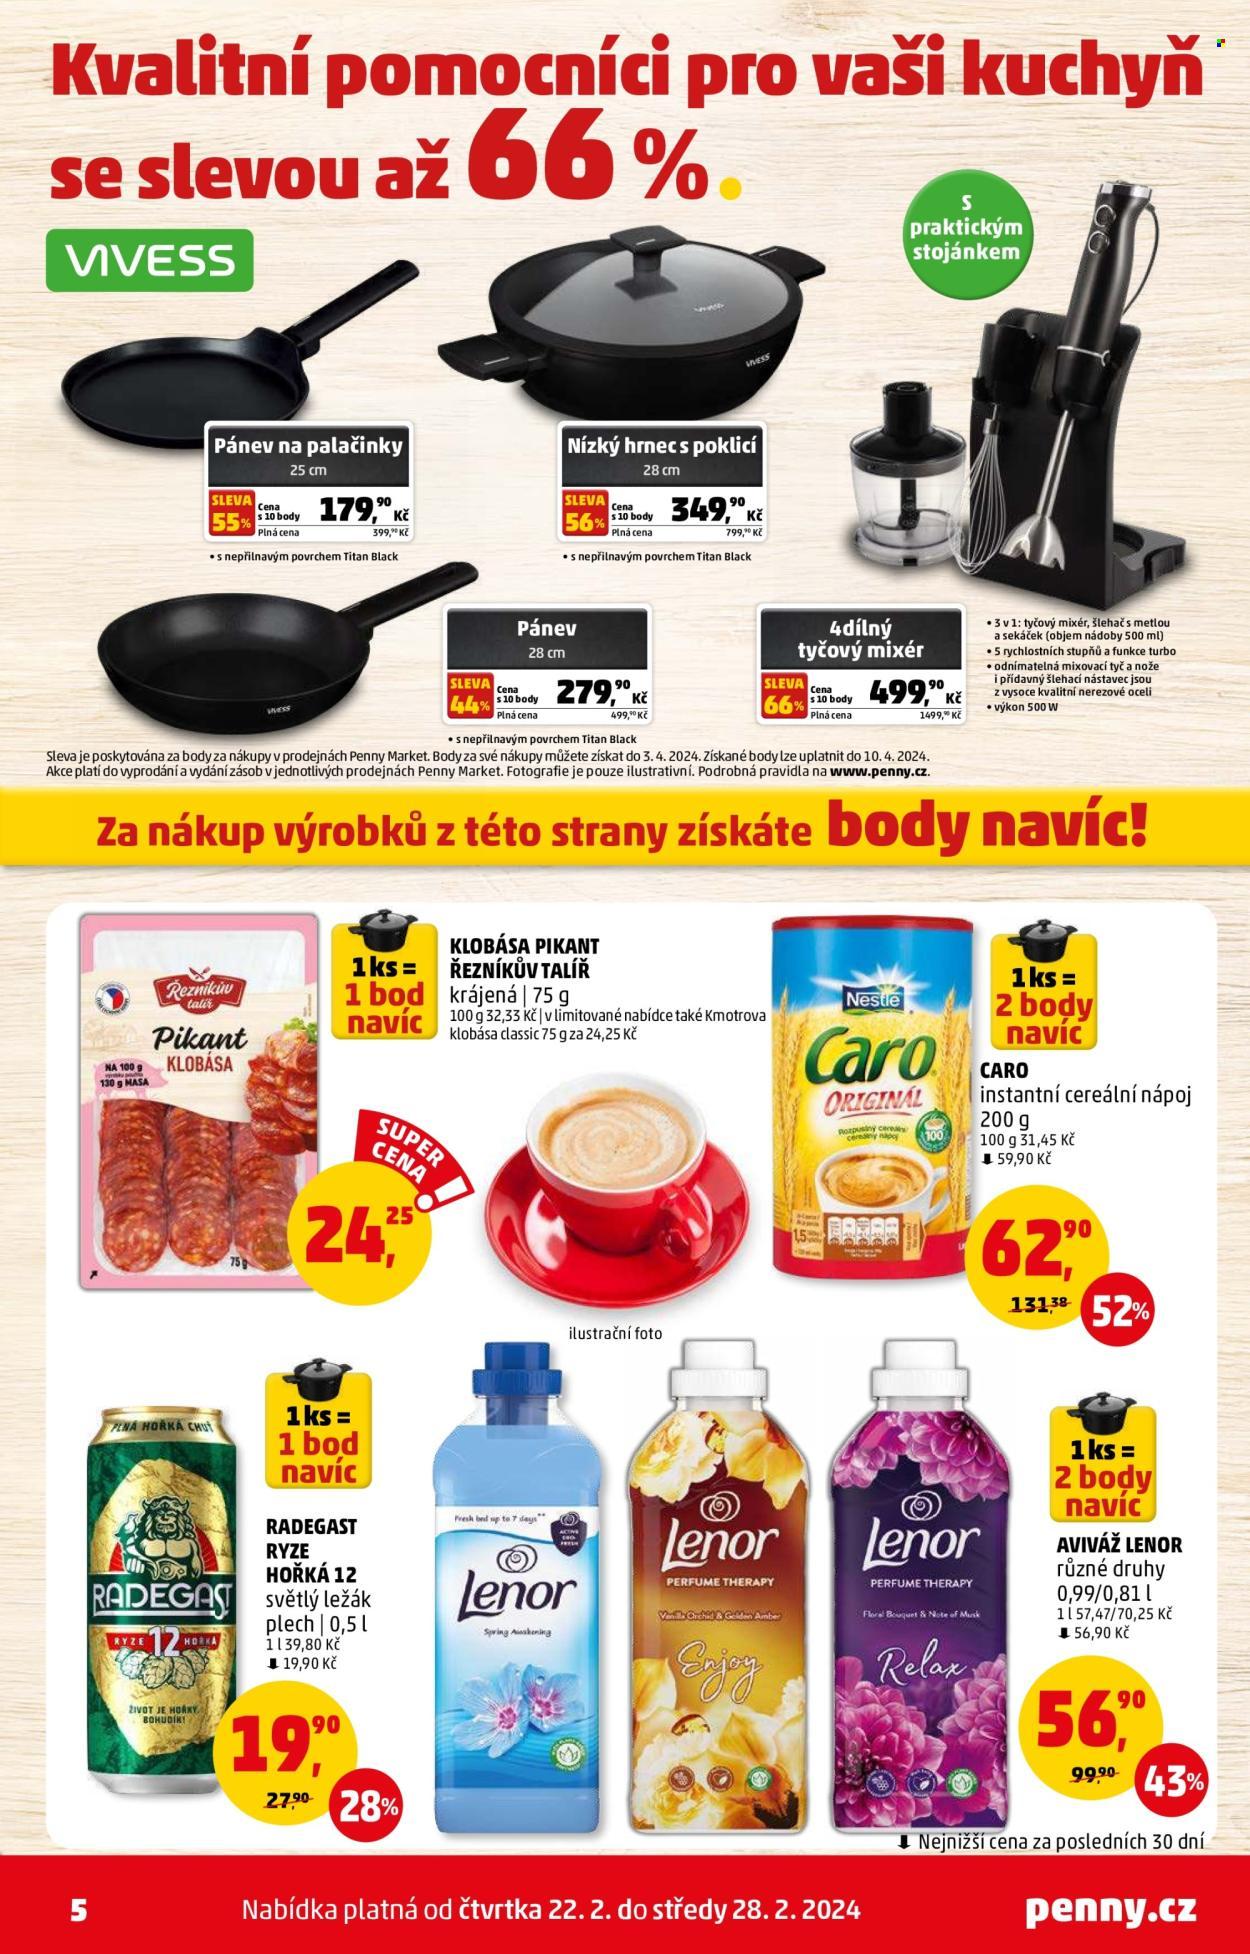 Kvalitní pomocníci pro vaši kuchyň
se slevou až 66 %.
VIVESS
S
praktickým
stojánkem
VIVESS
VIVESS
Pánev na palačinky
25 cm
SLEVA
55%
Cena
s 10 body
179,90 Kč
Plná cena
399,90 Kč
• s nepřilnavým povrchem Titan Black
Nízký hrnec s poklicí
28 cm
SLEVA
56%
Cena
s 10 body
349,90 Kč
Plná cena
799,90 Kč
• s nepřilnavým povrchem Titan Black
VIVESS
Pánev
28 cm
SLEVA
44%
Cena
s 10 body
279,90 Kč
Plná cena
499,90 Kč
• s nepřilnavým povrchem Titan Black
4dílný
tyčový mixér
SLEVA
66%
Cena
s 10 body
499,90 Kč
Plná cena
1499,90 Kč
• 3 v 1: tyčový mixér, šlehač s metlou
a sekáček (objem nádoby 500 ml)
• 5 rychlostních stupňů a funkce turbo
• odnímatelná mixovací tyč a nože
i přídavný šlehací nástavec jsou
z vysoce kvalitní nerezové oceli
• výkon 500 W
Sleva je poskytována za body za nákupy v prodejnách Penny Market. Body za své nákupy můžete získat do 3. 4. 2024. Získané body lze uplatnit do 10. 4. 2024.
Akce platí do vyprodání a vydání zásob v jednotlivých prodejnách Penny Market. Fotografie je pouze ilustrativní. Podrobná pravidla na www.penny.cz.
Za nákup výrobků z této strany získáte body navíc!
Řezníkův
talíř
Pikant
KLOBÁSA
NA 100 g
výrobku použito
130 g MASA
75 g
1 ks =
1 bod
navíc
KLOBÁSA PIKANT
ŘEZNÍKŮV TALÍŘ
krájená | 75 g
100 g 32,33 Kč | v limitované nabídce také Kmotrova
klobása classic 75 g za 24,25 Kč
SUPER
CENA
24,25
ilustrační foto
Nestlé
Caro
ORIGINÁL
Rozpustný cereální
cereálny nápoj
100
1,5
1 ks =
2 body
navíc
CARO
instantní cereální nápoj
200 g
100 g 31,45 Kč
⬇ 59,90 Kč
62,90
131,38
52%
PLNÁ HOŘKÁ CHUŤ
RADEGAST
RYZE 12 HOŘKÁ
ŽIVOT JE HOŘKÝ,
BOHUDÍK!
1 ks =
1 bod
navíc
RADEGAST
RYZE
HOŘKÁ 12
světlý ležák
plech | 0,5 l
1 l 39,80 Kč
⬇ 19,90 Kč
19,90
27,90
28%
Fresh bed up to 7 days**
Lenor
Spring Awakening
Lenor
PERFUME THERAPY
Vanilla Orchid & Golden Amber
Enjoy
Lenor
PERFUME THERAPY
Floral Bouquet & Note of Musk
Relax
1 ks =
2 body
navíc
AVIVÁŽ LENOR
různé druhy
0,99/0,81 l
1 l 57,47/70,25 Kč
⬇ 56,90 Kč
56,90
99,90
43%
⬇ Nejnižší cena za posledních 30 dní
5
Nabídka platná od čtvrtka 22. 2. do středy 28. 2. 2024
penny.cz